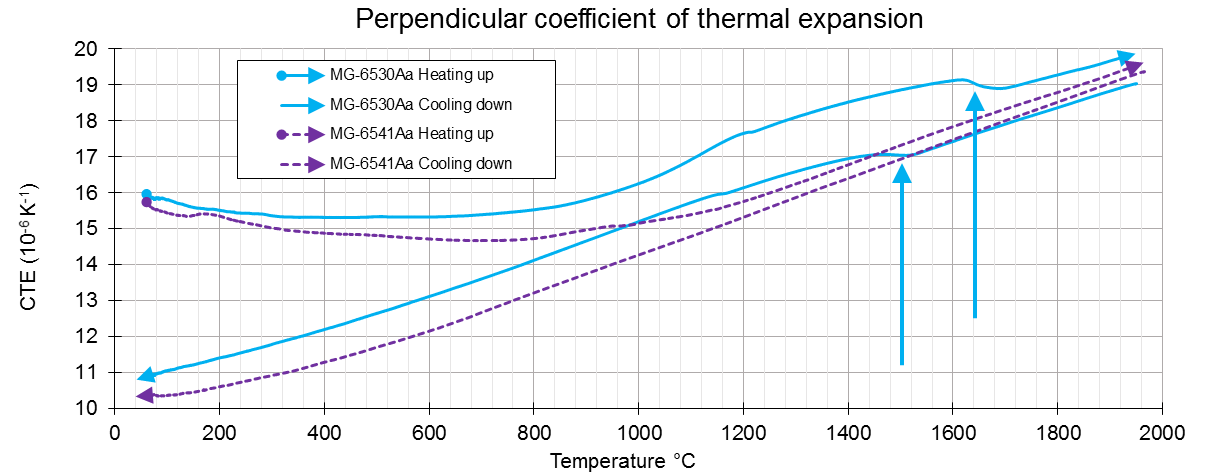 Perpendicular coefficient of thermal expansion
20
19
18
17
16
15
14
13
12
11
10
CTE (10⁻⁶ K⁻¹)
MG-6530Aa Heating up
MG-6530Aa Cooling down
MG-6541Aa Heating up
MG-6541Aa Cooling down
0 200 400 600 800 1000 1200 1400 1600 1800 2000
Temperature °C